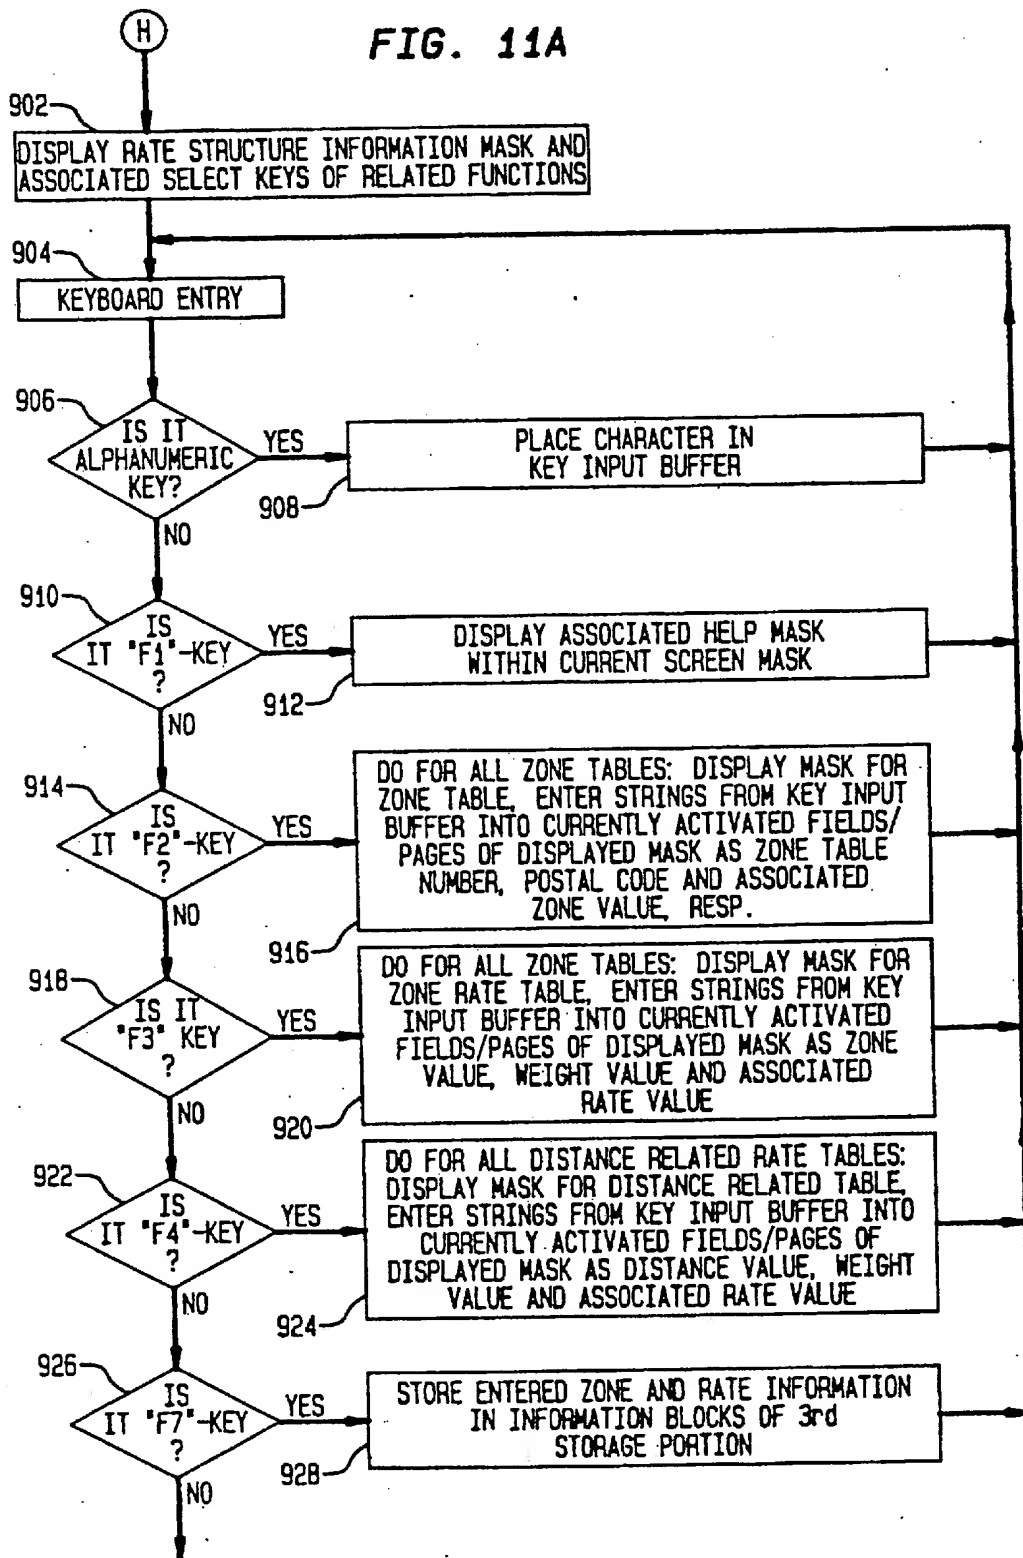 H
FIG. 11A
902
DISPLAY RATE STRUCTURE INFORMATION MASK AND
ASSOCIATED SELECT KEYS OF RELATED FUNCTIONS
904
KEYBOARD ENTRY
906
IS IT
ALPHANUMERIC
KEY?
YES
NO
PLACE CHARACTER IN
KEY INPUT BUFFER
908
910
IS
IT "F1"-KEY
?
YES
NO
DISPLAY ASSOCIATED HELP MASK
WITHIN CURRENT SCREEN MASK
912
914
IS
IT "F2"-KEY
?
YES
NO
DO FOR ALL ZONE TABLES: DISPLAY MASK FOR
ZONE TABLE, ENTER STRINGS FROM KEY INPUT
BUFFER INTO CURRENTLY ACTIVATED FIELDS/
PAGES OF DISPLAYED MASK AS ZONE TABLE
NUMBER, POSTAL CODE AND ASSOCIATED
ZONE VALUE, RESP.
916
918
IS IT
"F3" KEY
?
YES
NO
DO FOR ALL ZONE TABLES: DISPLAY MASK FOR
ZONE RATE TABLE, ENTER STRINGS FROM KEY
INPUT BUFFER INTO CURRENTLY ACTIVATED
FIELDS/PAGES OF DISPLAYED MASK AS ZONE
VALUE, WEIGHT VALUE AND ASSOCIATED
RATE VALUE
920
922
IS
IT "F4"-KEY
?
YES
NO
DO FOR ALL DISTANCE RELATED RATE TABLES:
DISPLAY MASK FOR DISTANCE RELATED TABLE,
ENTER STRINGS FROM KEY INPUT BUFFER INTO
CURRENTLY ACTIVATED FIELDS/PAGES OF
DISPLAYED MASK AS DISTANCE VALUE, WEIGHT
VALUE AND ASSOCIATED RATE VALUE
924
926
IS
IT "F7"-KEY
?
YES
NO
STORE ENTERED ZONE AND RATE INFORMATION
IN INFORMATION BLOCKS OF 3rd
STORAGE PORTION
928